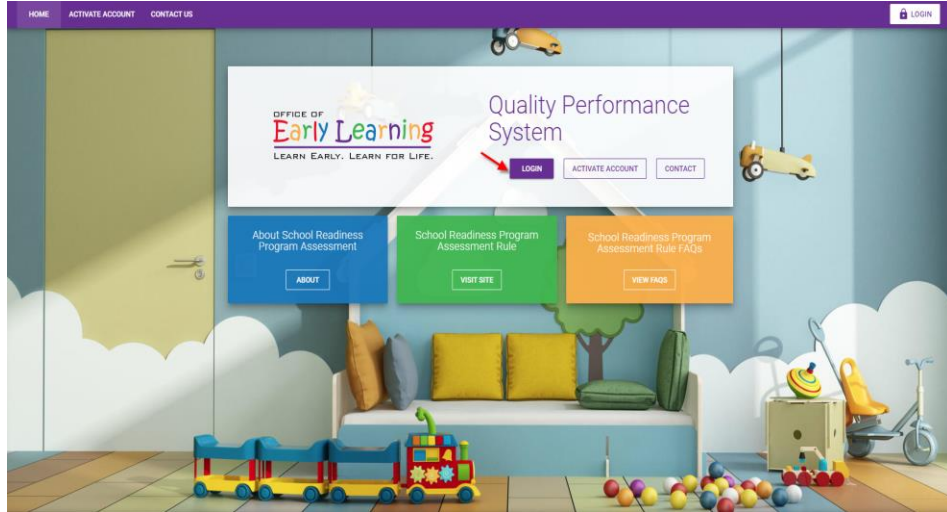 HOME ACTIVATE ACCOUNT CONTACT US LOGIN
OFFICE OF
Early Learning
LEARN EARLY. LEARN FOR LIFE.
Quality Performance
System
LOGIN ACTIVATE ACCOUNT CONTACT
About School Readiness
Program Assessment
ABOUT
School Readiness Program
Assessment Rule
VISIT SITE
School Readiness Program
Assessment Rule FAQs
VIEW FAQS